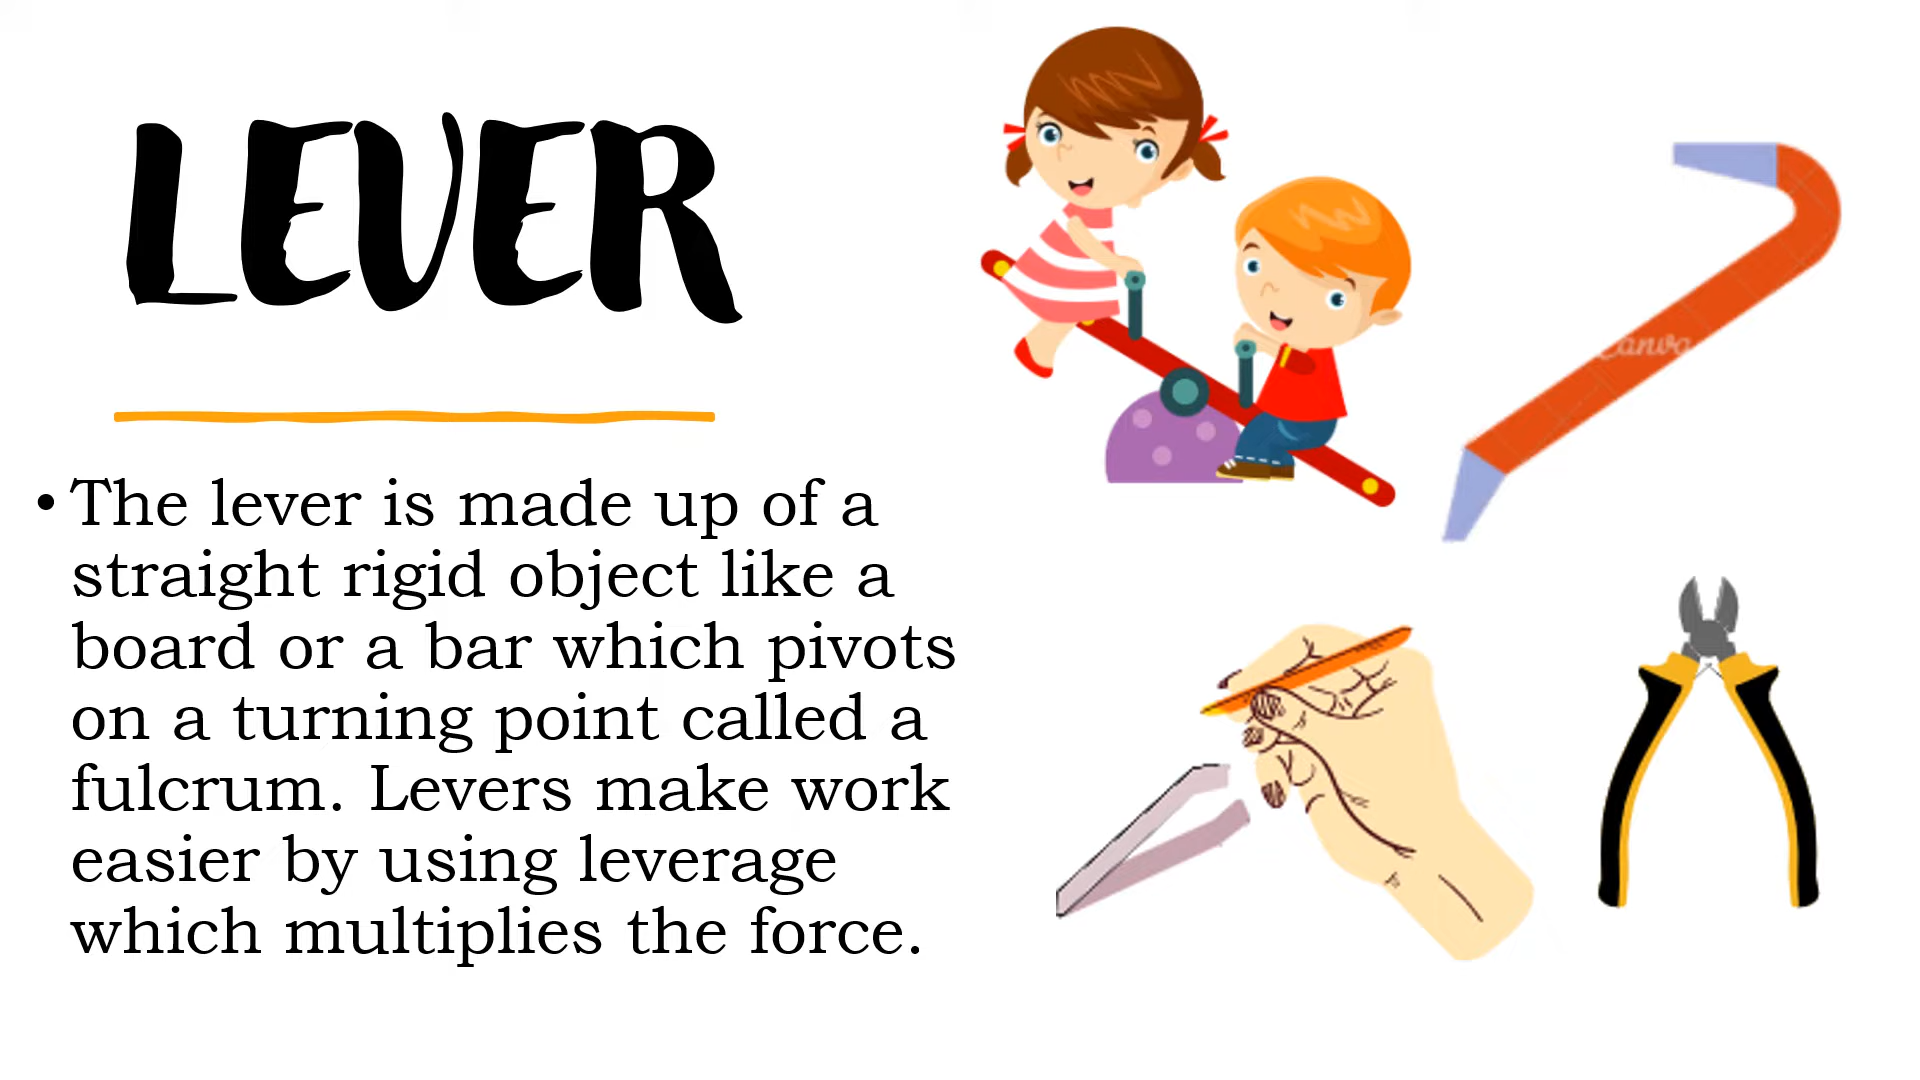 LEVER
• The lever is made up of a
straight rigid object like a
board or a bar which pivots
on a turning point called a
fulcrum. Levers make work
easier by using leverage
which multiplies the force.
Canva